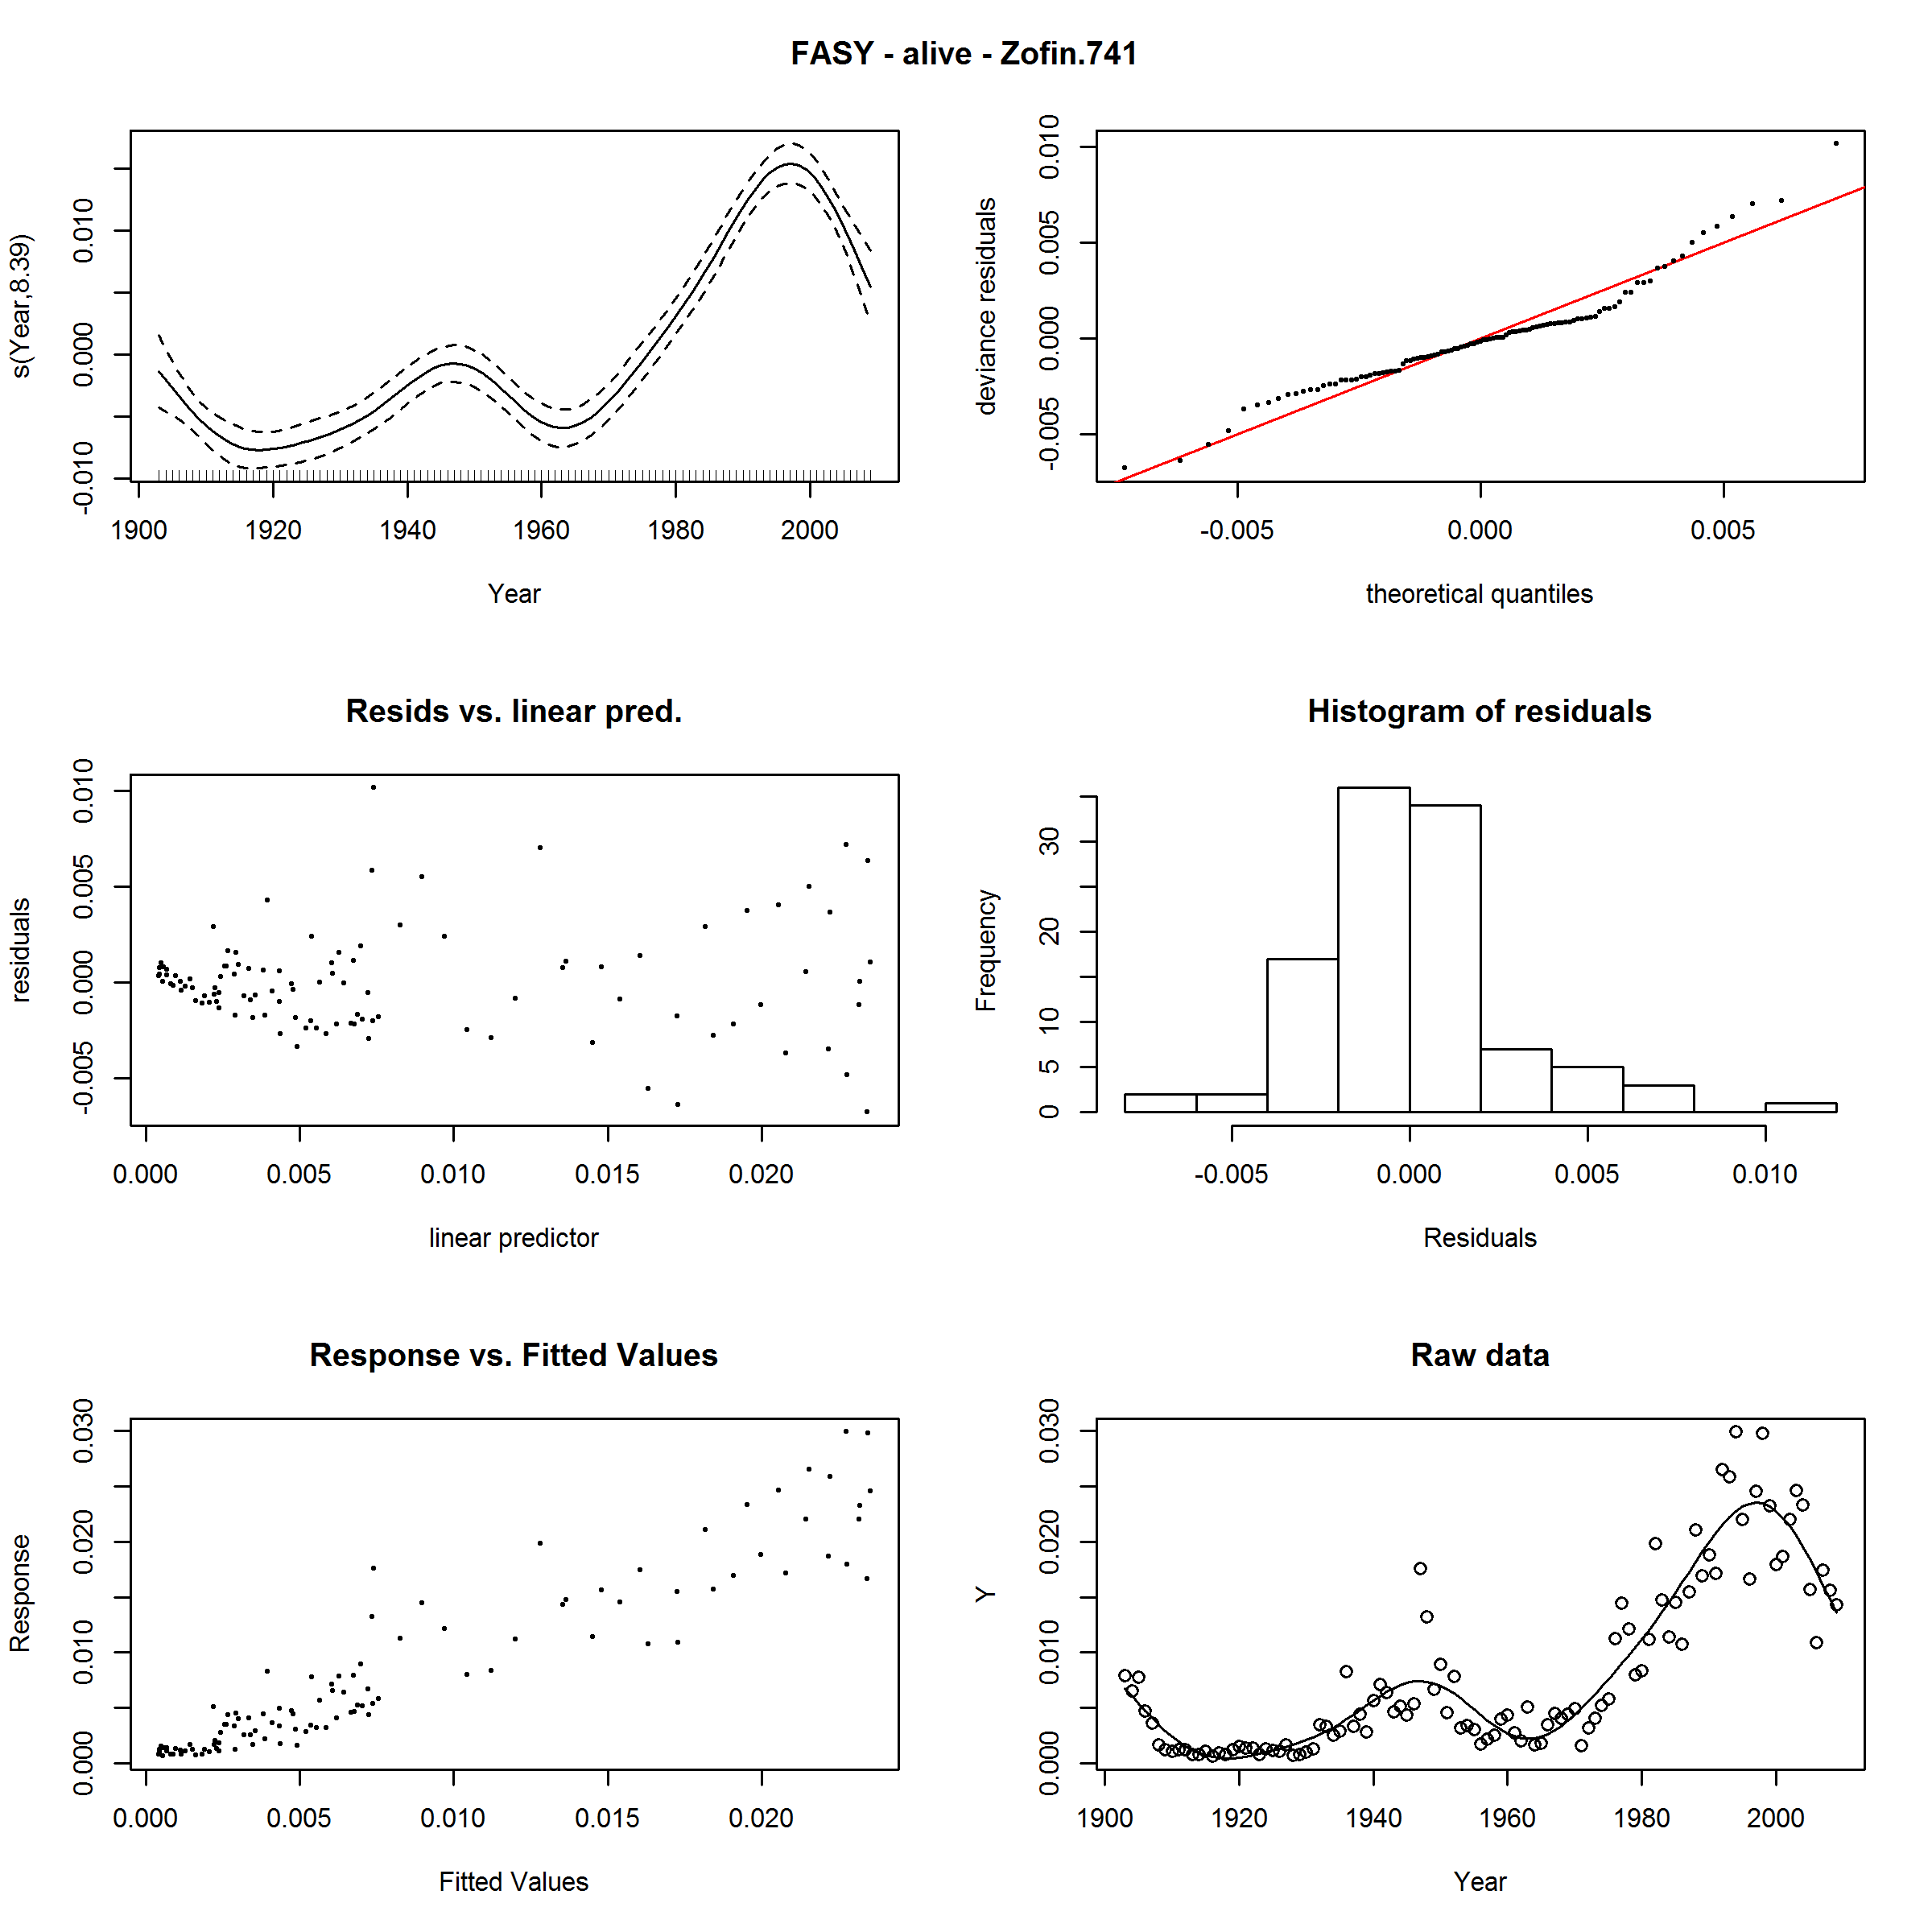 FASY - alive - Zofin.741
s(Year,8.39)
-0.010 0.000 0.010
1900 1920 1940 1960 1980 2000
Year
deviance residuals
-0.005 0.000 0.005 0.010
-0.005 0.000 0.005
theoretical quantiles
Resids vs. linear pred.
residuals
-0.005 0.000 0.005 0.010
0.000 0.005 0.010 0.015 0.020
linear predictor
Histogram of residuals
Frequency
0 5 10 20 30
-0.005 0.000 0.005 0.010
Residuals
Response vs. Fitted Values
Response
0.000 0.010 0.020 0.030
0.000 0.005 0.010 0.015 0.020
Fitted Values
Raw data
Y
0.000 0.010 0.020 0.030
1900 1920 1940 1960 1980 2000
Year